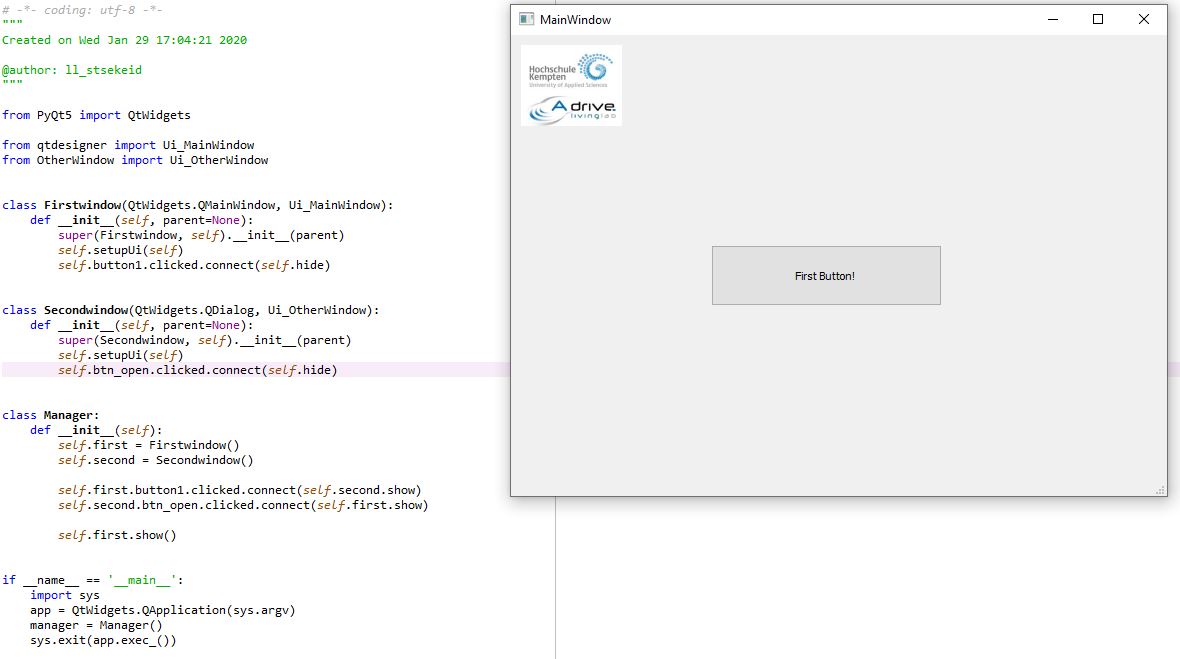 # -*- coding: utf-8 -*-
"""
Created on Wed Jan 29 17:04:21 2020
@author: ll_stsekeid
"""
from PyQt5 import QtWidgets
from qtdesigner import Ui_MainWindow
from OtherWindow import Ui_OtherWindow
class Firstwindow(QtWidgets.QMainWindow, Ui_MainWindow):
    def __init__(self, parent=None):
        super(Firstwindow, self).__init__(parent)
        self.setupUi(self)
        self.button1.clicked.connect(self.hide)
class Secondwindow(QtWidgets.QDialog, Ui_OtherWindow):
    def __init__(self, parent=None):
        super(Secondwindow, self).__init__(parent)
        self.setupUi(self)
        self.btn_open.clicked.connect(self.hide)
class Manager:
    def __init__(self):
        self.first = Firstwindow()
        self.second = Secondwindow()
        self.first.button1.clicked.connect(self.second.show)
        self.second.btn_open.clicked.connect(self.first.show)
        self.first.show()
if __name__ == '__main__':
    import sys
    app = QtWidgets.QApplication(sys.argv)
    manager = Manager()
    sys.exit(app.exec_())
MainWindow
Hochschule
Kempten
University of Applied Sciences
Adrive
livinglab
First Button!